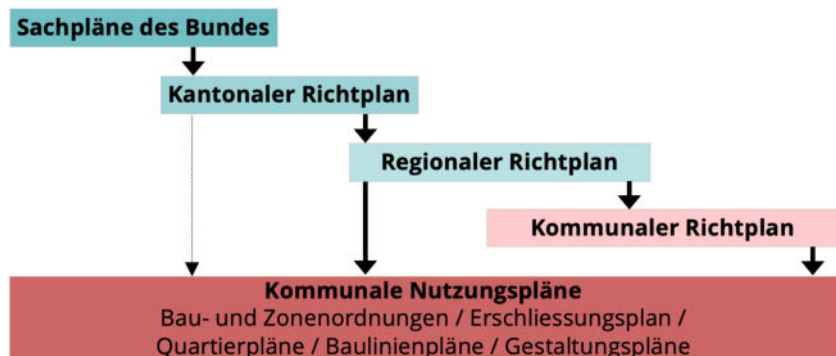 Sachpläne des Bundes
Kantonaler Richtplan
Regionaler Richtplan
Kommunaler Richtplan
Kommunale Nutzungspläne
Bau- und Zonenordnungen / Erschliessungsplan /
Quartierpläne / Baulinienpläne / Gestaltungspläne